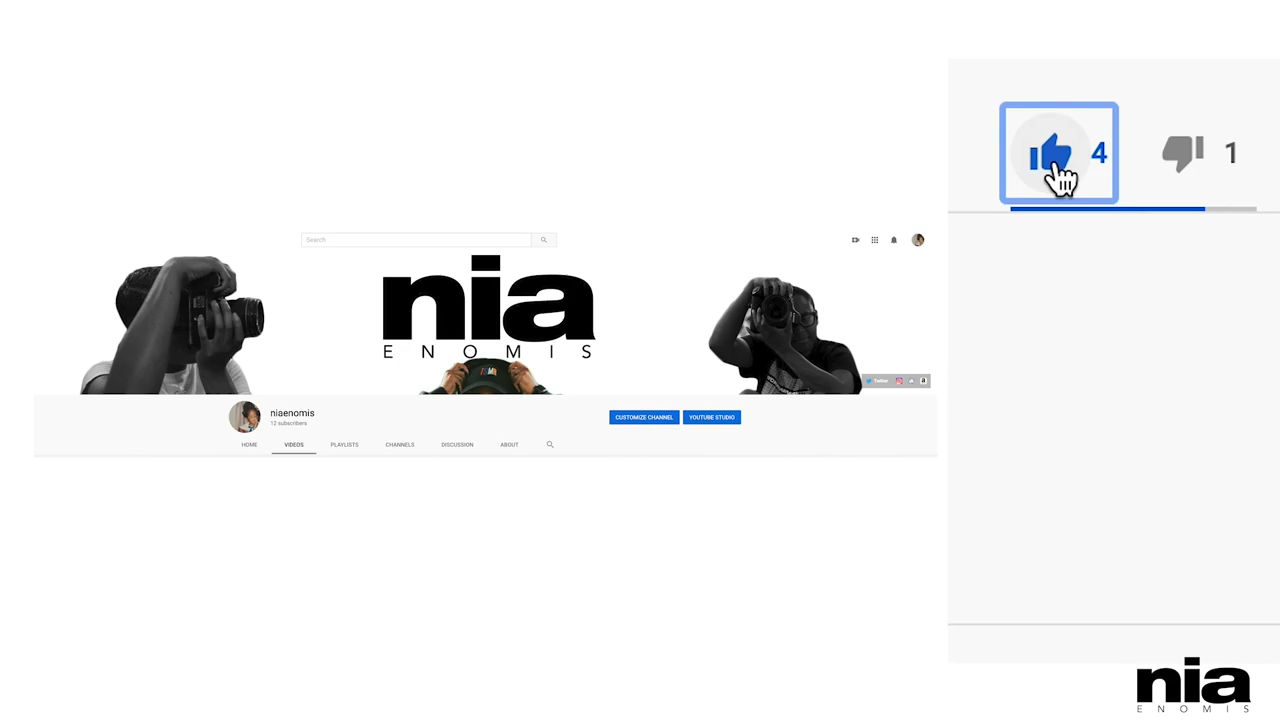 4
1
Search
nia
ENOMIS
Twitter
niaenomis
12 subscribers
CUSTOMIZE CHANNEL
YOUTUBE STUDIO
HOME
VIDEOS
PLAYLISTS
CHANNELS
DISCUSSION
ABOUT
nia
ENOMIS